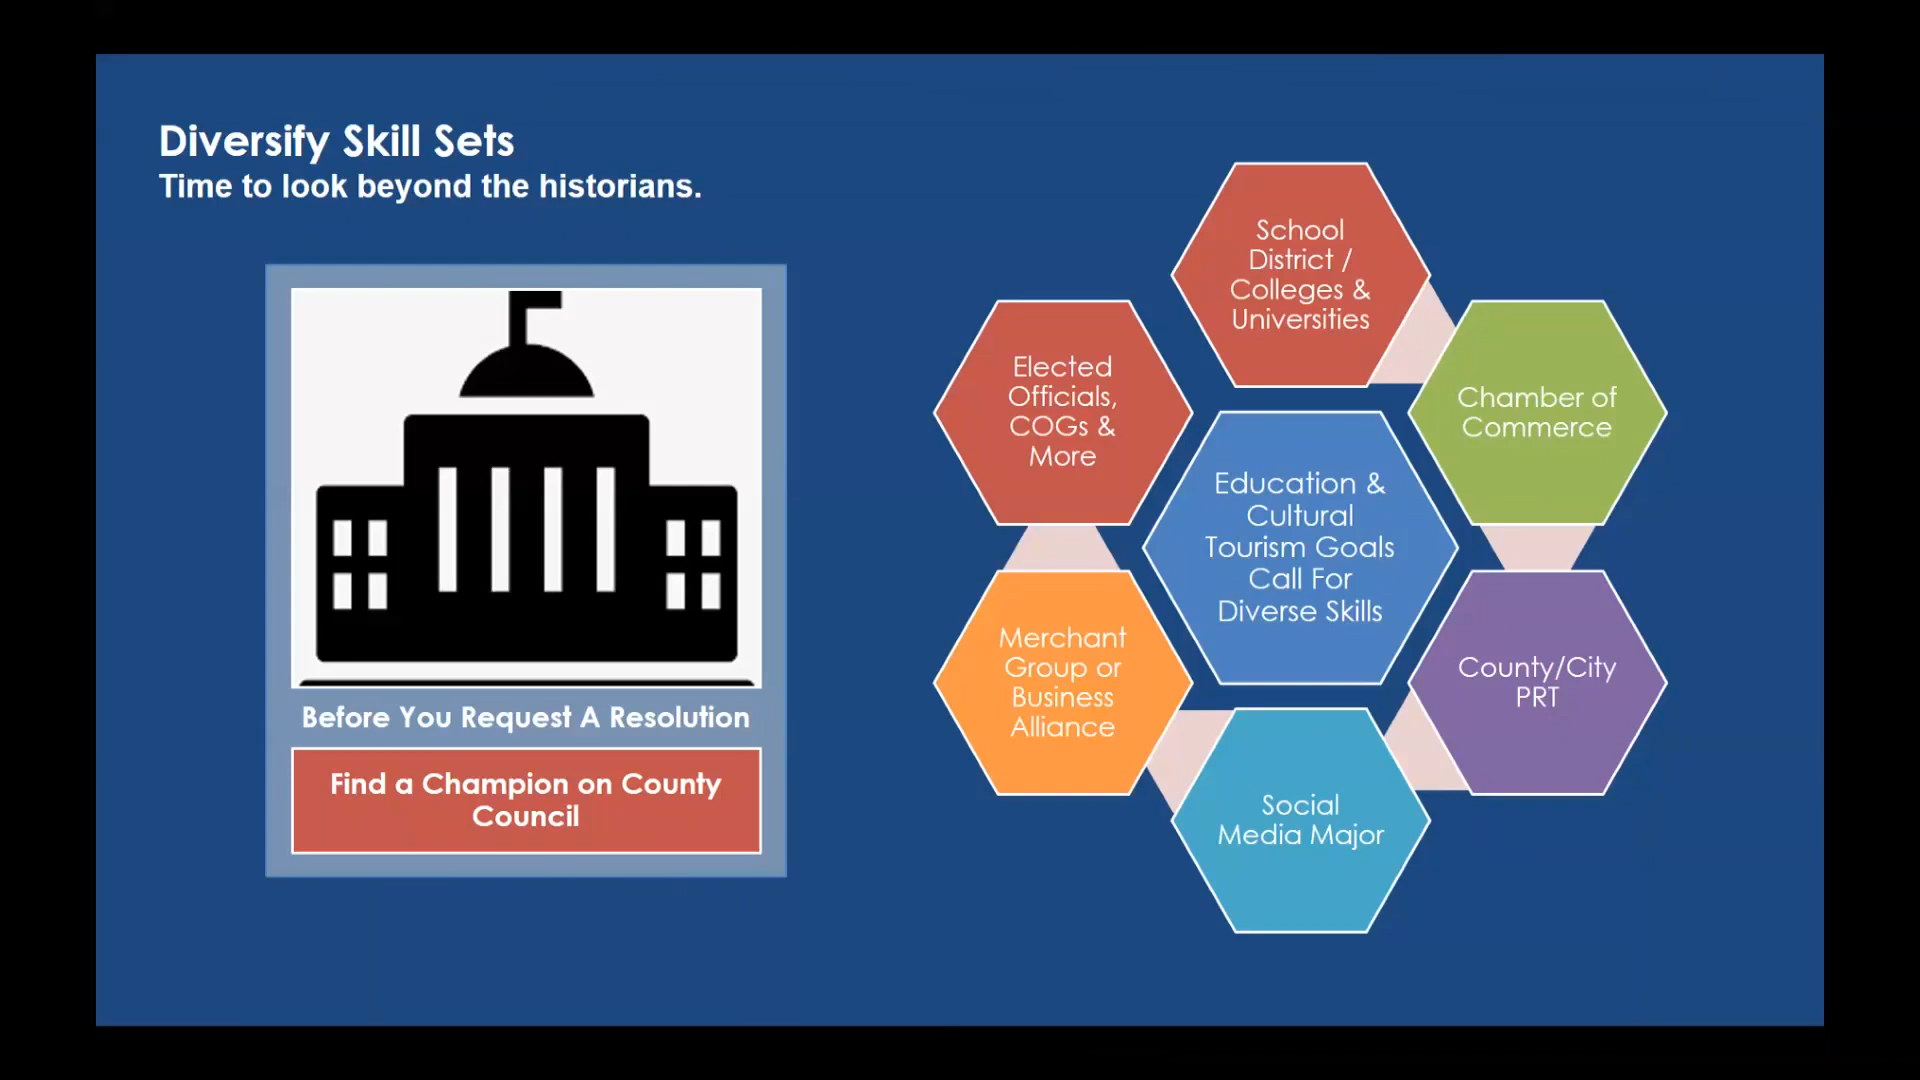 Diversify Skill Sets
Time to look beyond the historians.
Before You Request A Resolution
Find a Champion on County
Council
School
District /
Colleges &
Universities
Chamber of
Commerce
County/City
PRT
Social
Media Major
Merchant
Group or
Business
Alliance
Elected
Officials,
COGs &
More
Education &
Cultural
Tourism Goals
Call For
Diverse Skills